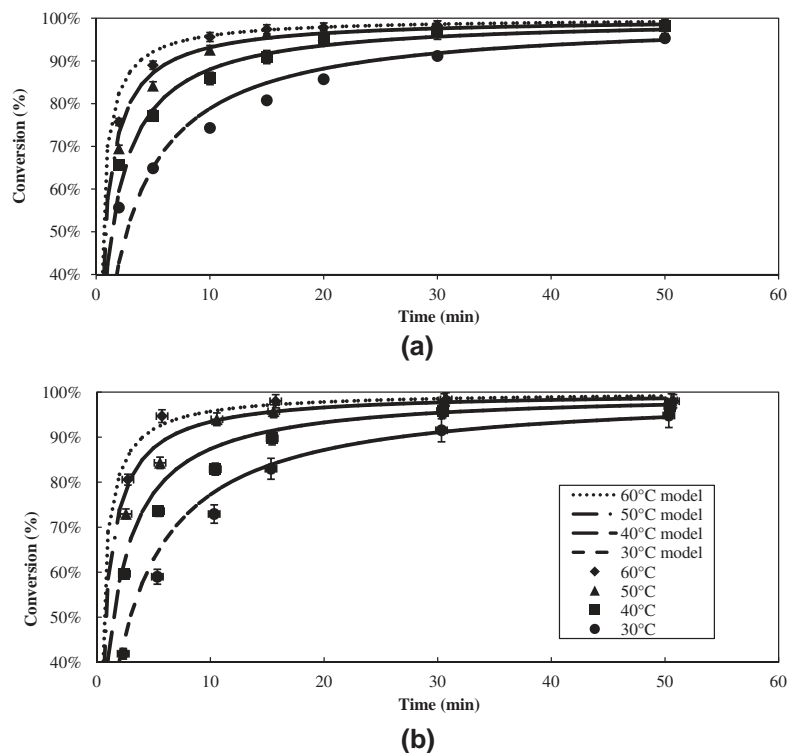 100%
90%
80%
70%
60%
50%
40%
Conversion (%)
0 10 20 30 40 50 60
Time (min)
(a)
100%
90%
80%
70%
60%
50%
40%
Conversion (%)
60°C model
50°C model
40°C model
30°C model
60°C
50°C
40°C
30°C
0 10 20 30 40 50 60
Time (min)
(b)